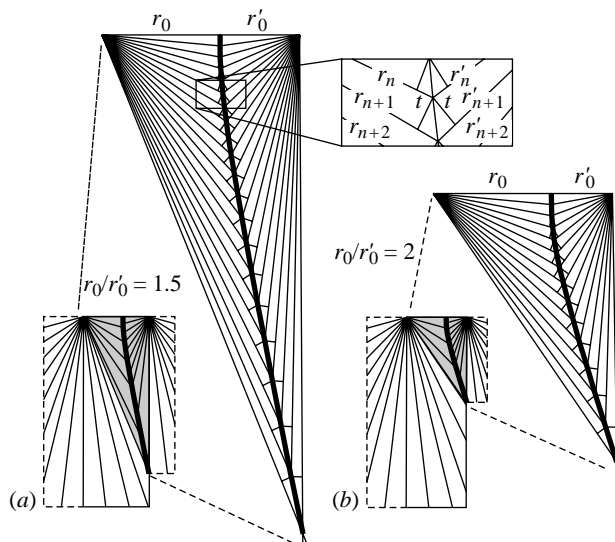 r₀ r′₀
rₙ r′ₙ
rₙ₊₁ t t r′ₙ₊₁
rₙ₊₂ r′ₙ₊₂
r₀ r′₀
r₀/r′₀ = 2
r₀/r′₀ = 1.5
(a) (b)